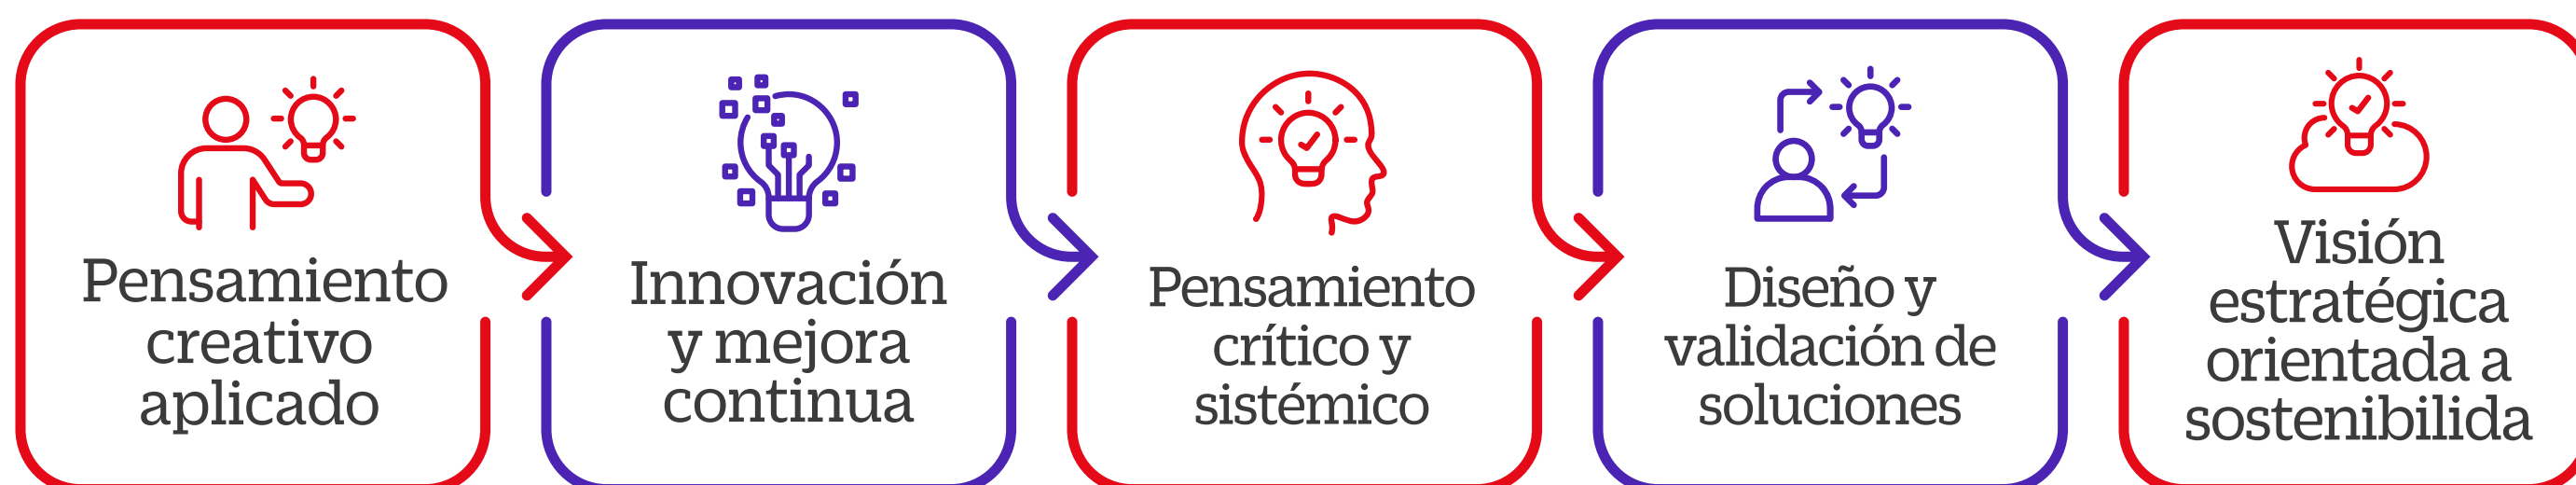 Pensamiento
creativo
aplicado
Innovación
y mejora
continua
Pensamiento
crítico y
sistémico
Diseño y
validación de
soluciones
Visión
estratégica
orientada a
sostenibilida